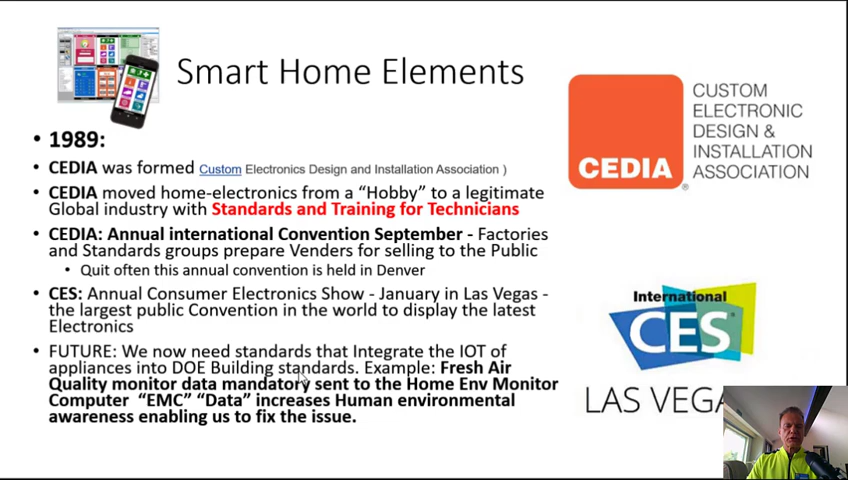 Smart Home Elements
• 1989:
• CEDIA was formed Custom Electronics Design and Installation Association )
• CEDIA moved home-electronics from a “Hobby” to a legitimate
Global industry with Standards and Training for Technicians
• CEDIA: Annual international Convention September - Factories
and Standards groups prepare Venders for selling to the Public
• Quit often this annual convention is held in Denver
• CES: Annual Consumer Electronics Show - January in Las Vegas -
the largest public Convention in the world to display the latest
Electronics
• FUTURE: We now need standards that Integrate the IOT of
appliances into DOE Building standards. Example: Fresh Air
Quality monitor data mandatory sent to the Home Env Monitor
Computer “EMC” “Data” increases Human environmental
awareness enabling us to fix the issue.
CEDIA
®
CUSTOM
ELECTRONIC
DESIGN &
INSTALLATION
ASSOCIATION
International
CES
LAS VEGA